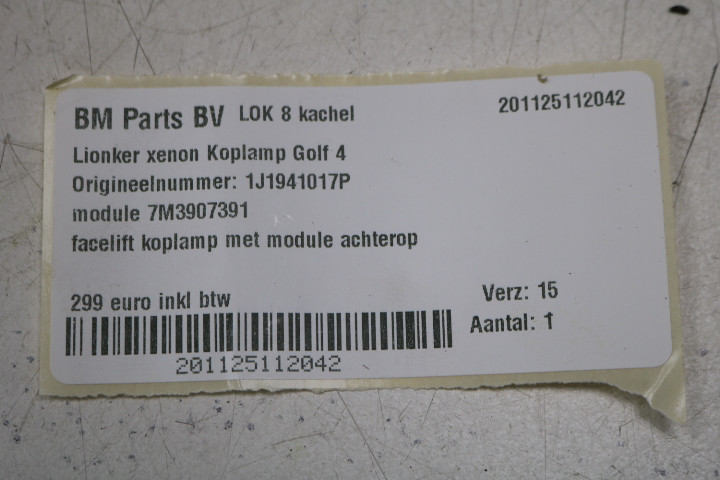 BM Parts BV LOK 8 kachel 201125112042
Lionker xenon Koplamp Golf 4
Origineelnummer: 1J1941017P
module 7M3907391
facelift koplamp met module achterop
299 euro inkl btw Verz: 15
Aantal: 1
201125112042